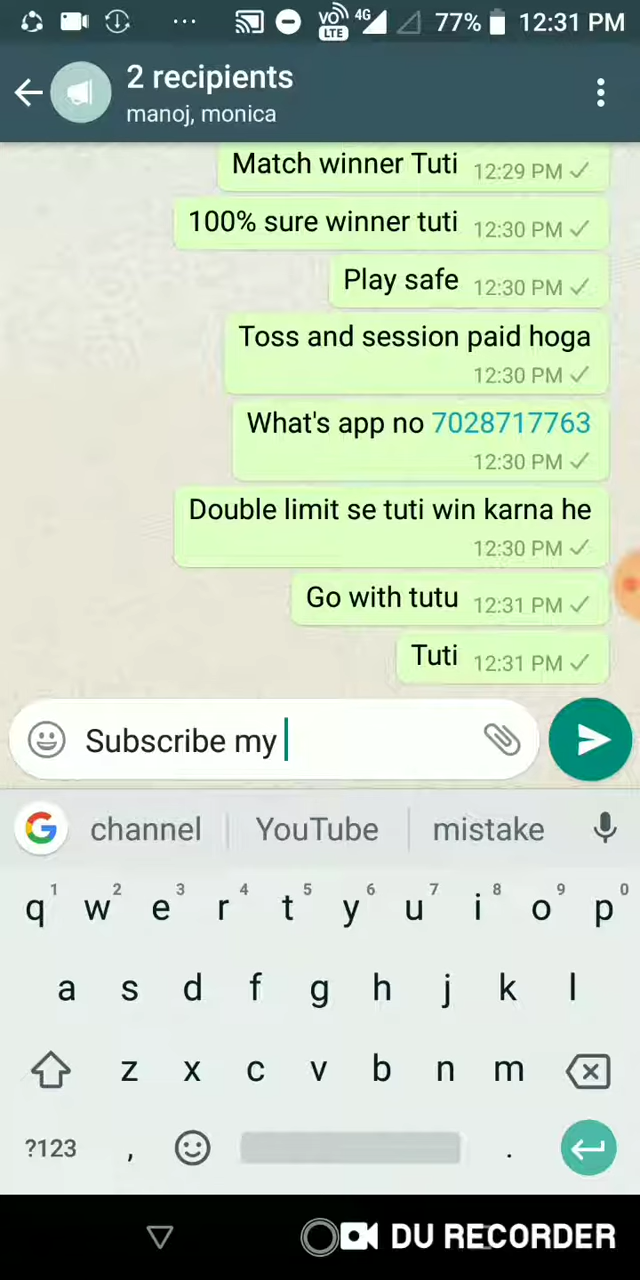 ... VO) LTE 4G 77% 12:31 PM
2 recipients
manoj, monica
Match winner Tuti 12:29 PM
100% sure winner tuti 12:30 PM
Play safe 12:30 PM
Toss and session paid hoga
12:30 PM
What's app no 7028717763
12:30 PM
Double limit se tuti win karna he
12:30 PM
Go with tutu 12:31 PM
Tuti 12:31 PM
Subscribe my
G channel YouTube mistake
1 2 3 4 5 6 7 8 9 0
q w e r t y u i o p
a s d f g h j k l
z x c v b n m
?123 , .
DU RECORDER